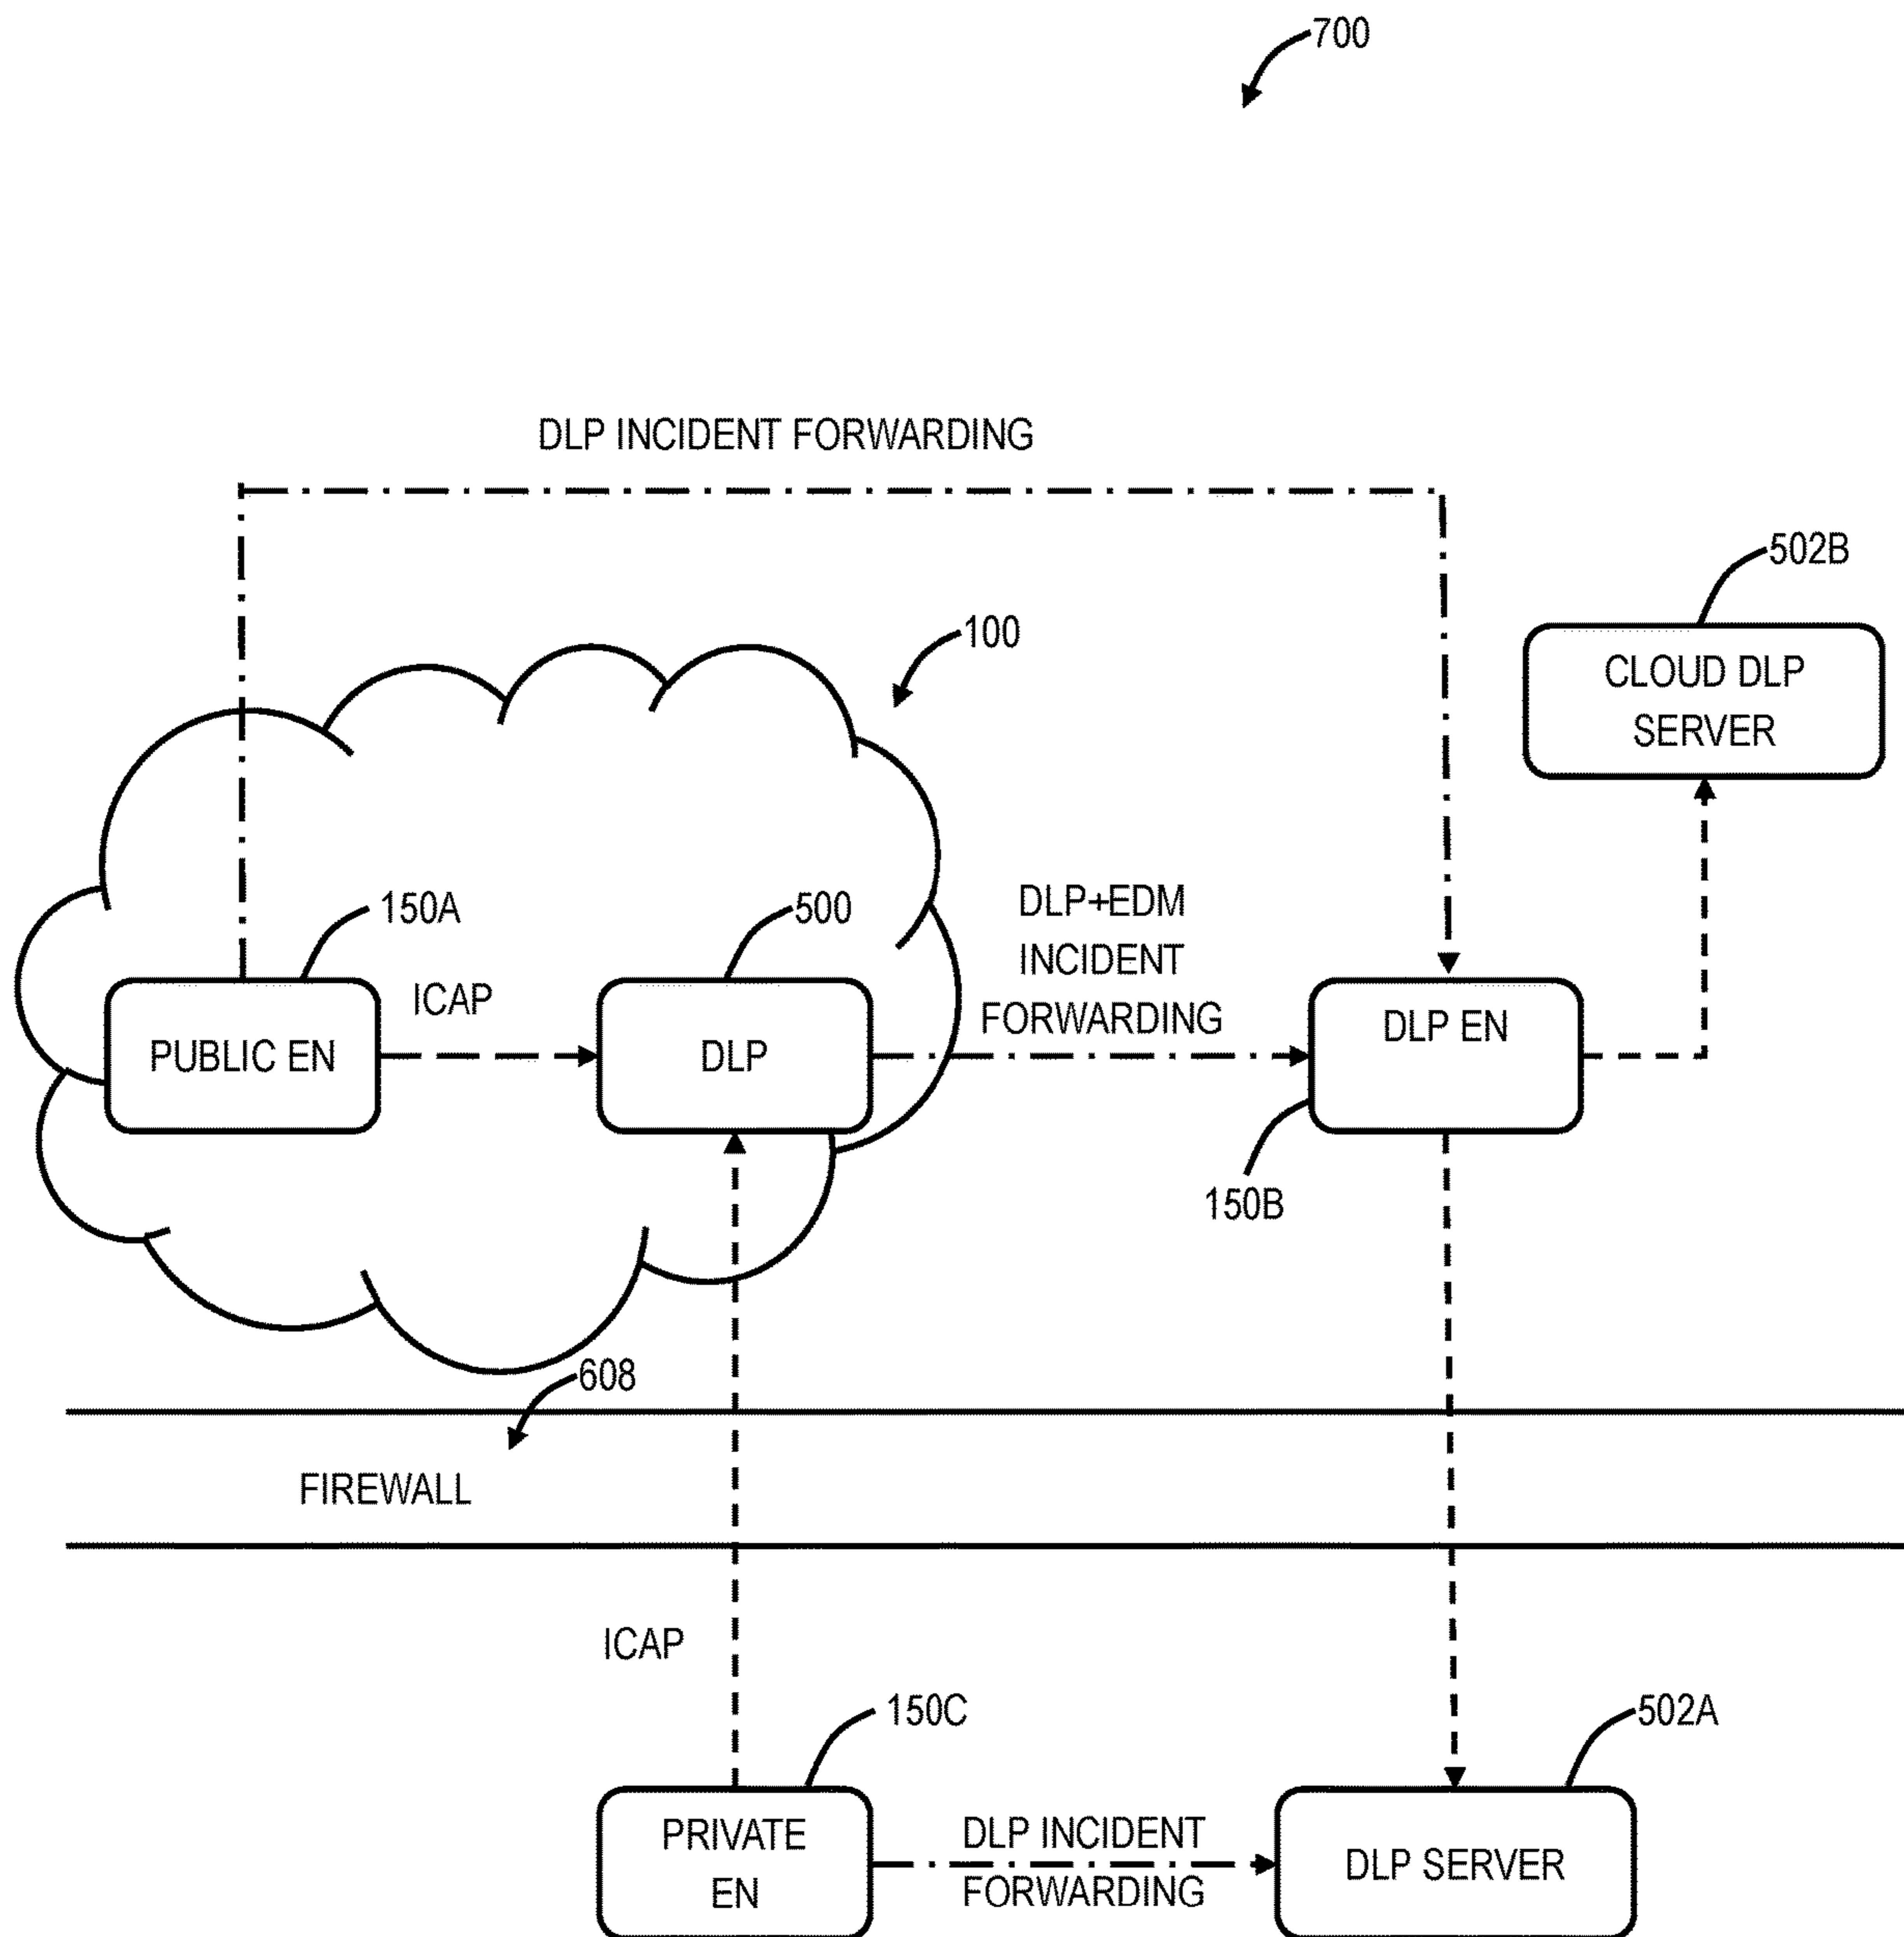 700
DLP INCIDENT FORWARDING
502B
CLOUD DLP
SERVER
100
150A
500
DLP+EDM
INCIDENT
FORWARDING
ICAP
PUBLIC EN
DLP
DLP EN
150B
608
FIREWALL
ICAP
150C
502A
PRIVATE
EN
DLP INCIDENT
FORWARDING
DLP SERVER